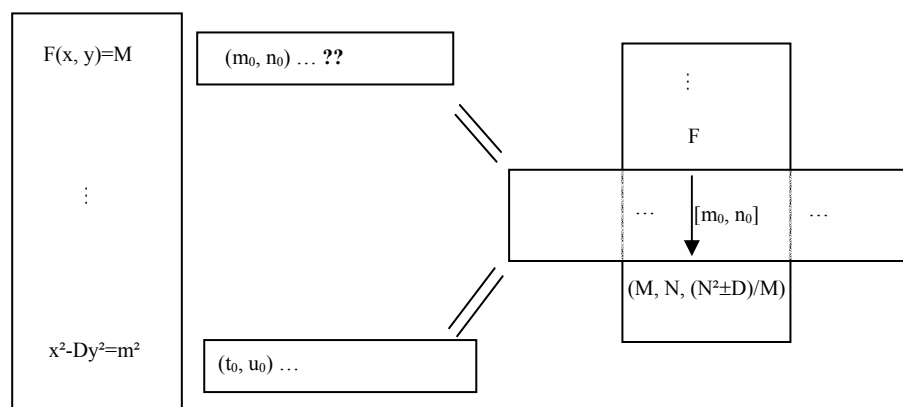 F(x, y)=M
(m₀, n₀) … ??
⋮
F
⋮
… [m₀, n₀] …
(M, N, (N²±D)/M)
x²-Dy²=m²
(t₀, u₀) …